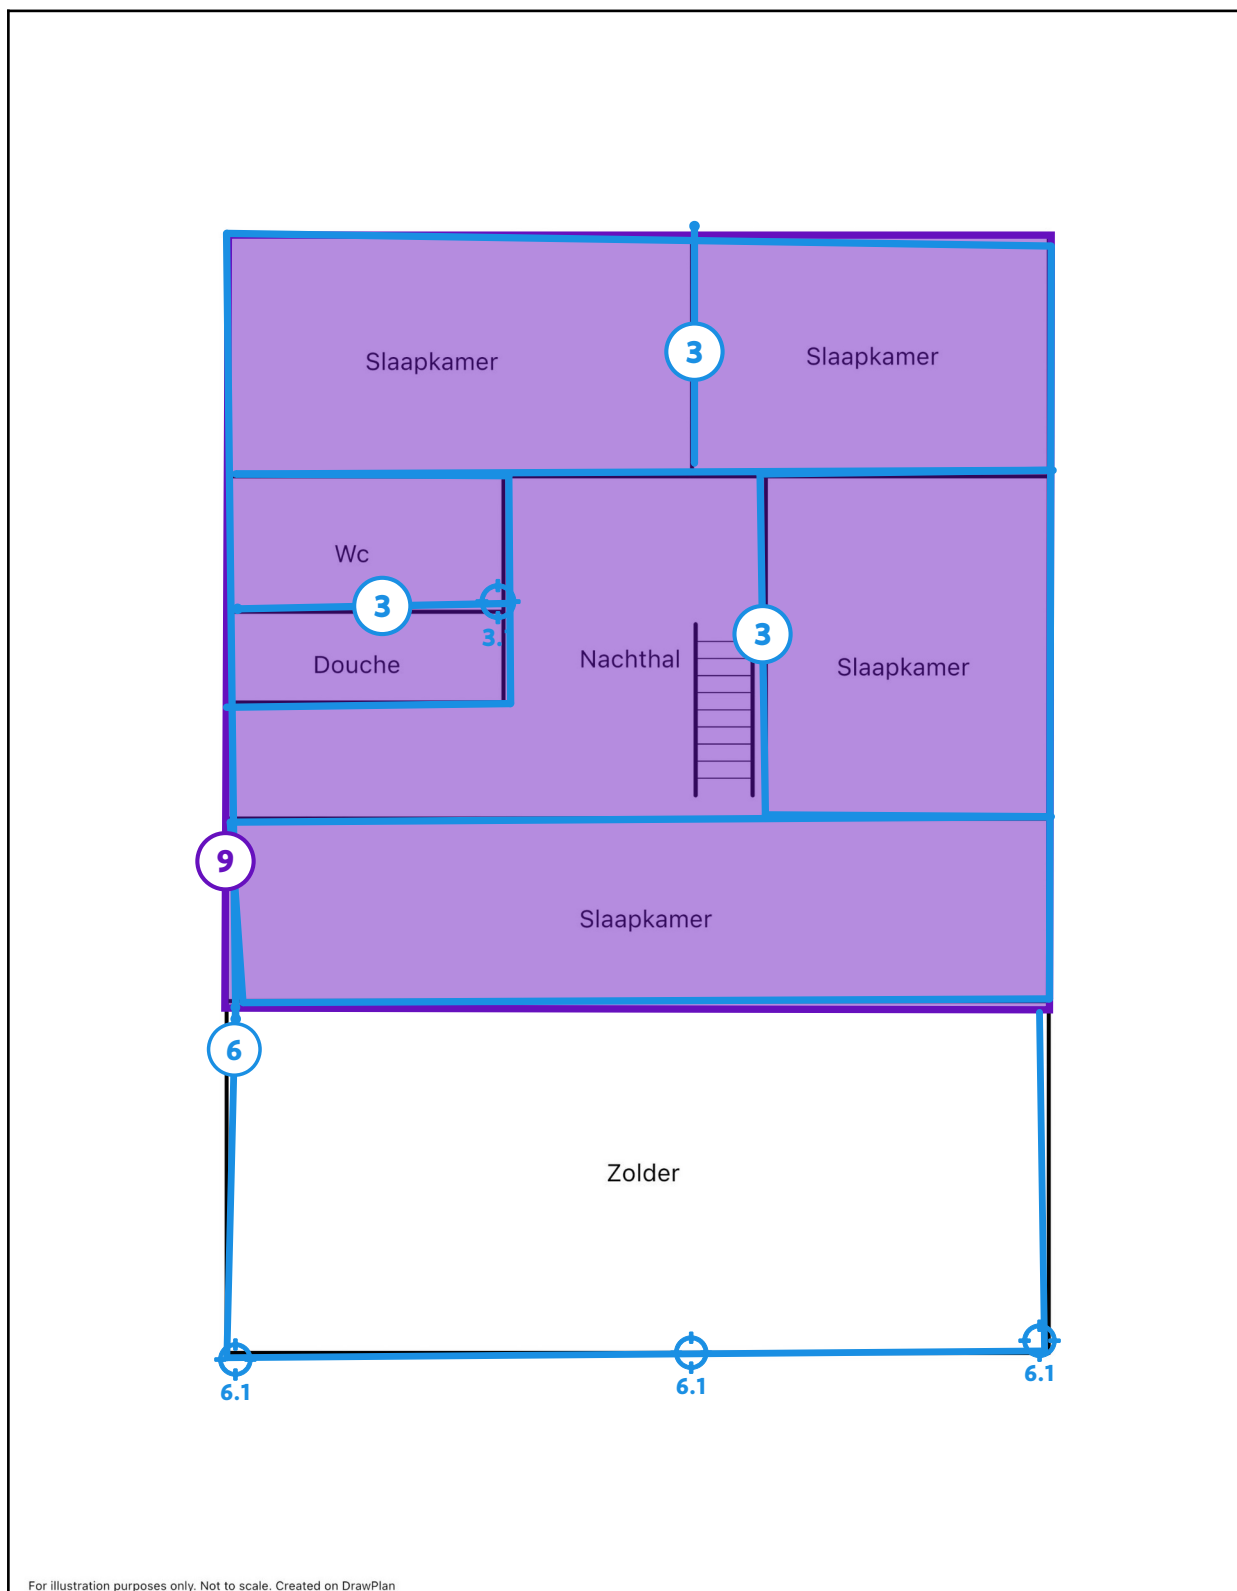 3
Slaapkamer
Slaapkamer
Wc
3
3.
3
Douche
Nachthal
Slaapkamer
9
Slaapkamer
6
Zolder
6.1
6.1
6.1
For illustration purposes only. Not to scale. Created on DrawPlan